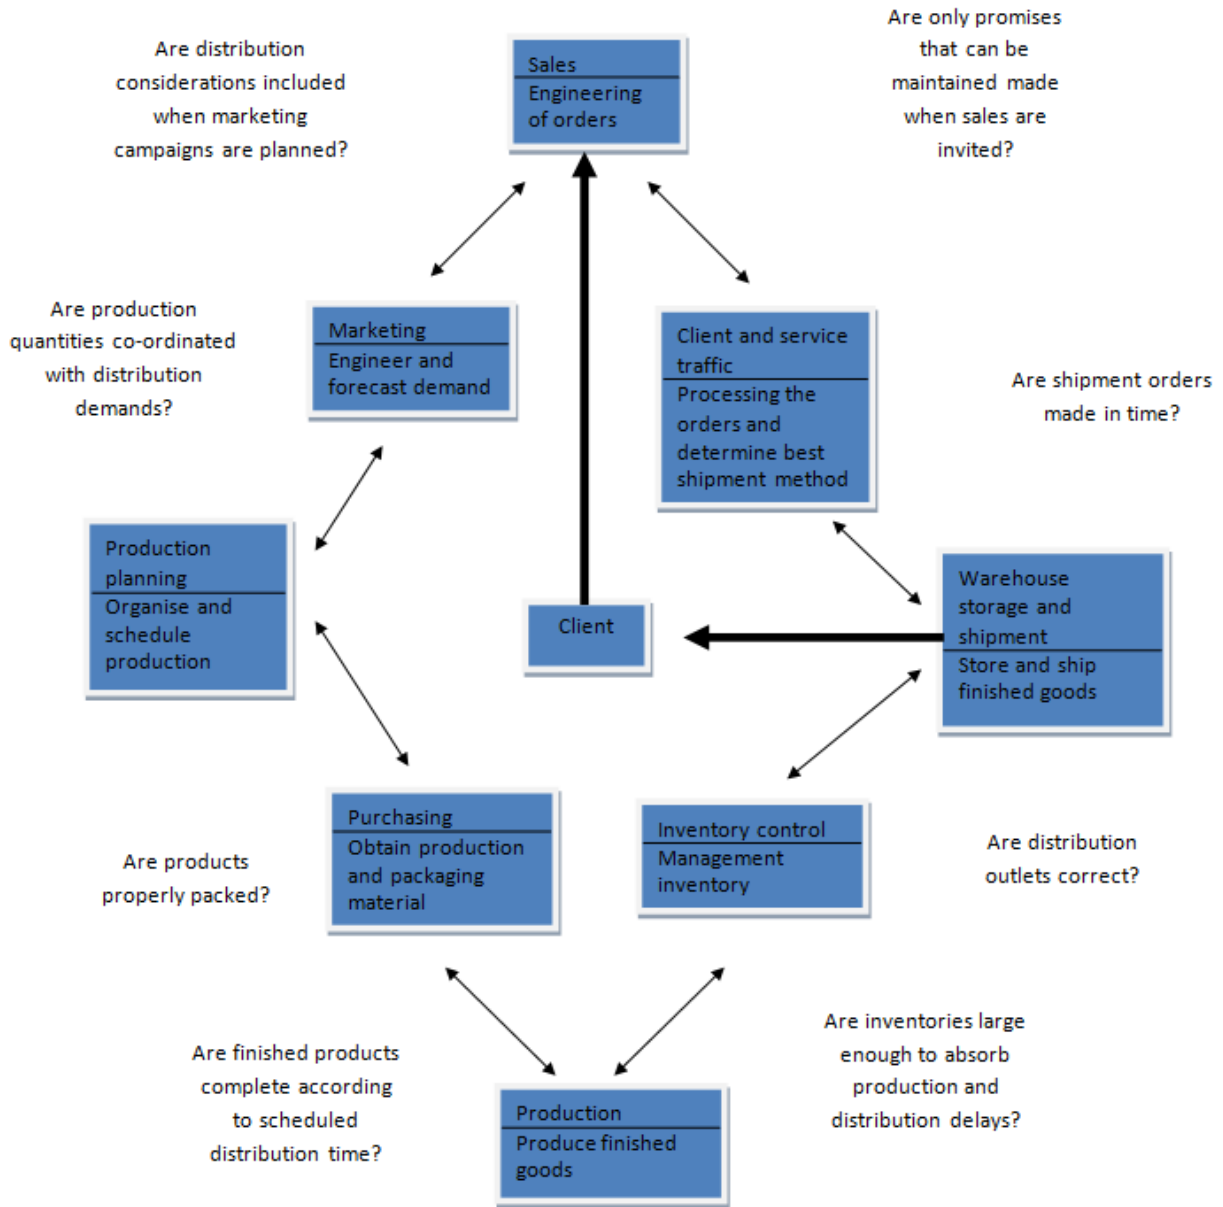 Are distribution
considerations included
when marketing
campaigns are planned?
Sales
Engineering
of orders
Are only promises
that can be
maintained made
when sales are
invited?
Are production
quantities co-ordinated
with distribution
demands?
Marketing
Engineer and
forecast demand
Client and service
traffic
Processing the
orders and
determine best
shipment method
Are shipment orders
made in time?
Production
planning
Organise and
schedule
production
Client
Warehouse
storage and
shipment
Store and ship
finished goods
Are products
properly packed?
Purchasing
Obtain production
and packaging
material
Inventory control
Management
inventory
Are distribution
outlets correct?
Are finished products
complete according
to scheduled
distribution time?
Production
Produce finished
goods
Are inventories large
enough to absorb
production and
distribution delays?